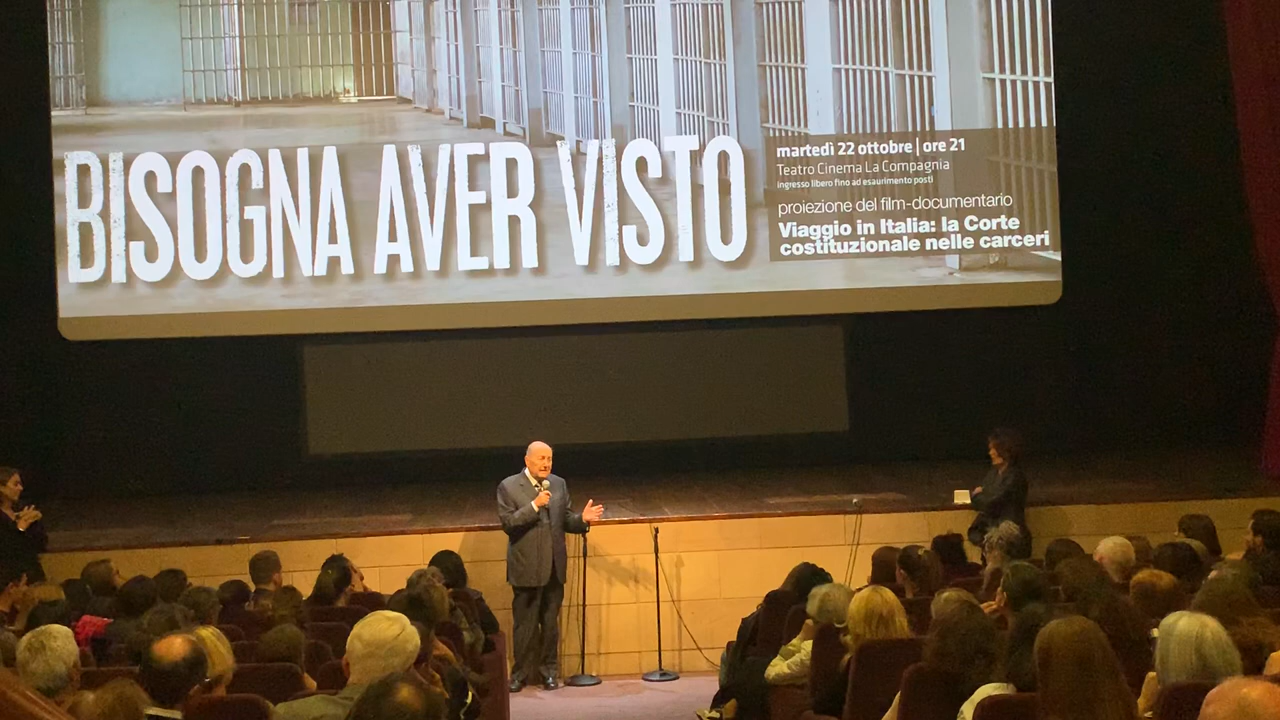 BISOGNA AVER VISTO
martedì 22 ottobre | ore 21
Teatro Cinema La Compagnia
ingresso libero fino ad esaurimento posti
proiezione del film-documentario
Viaggio in Italia: la Corte
costituzionale nelle carceri